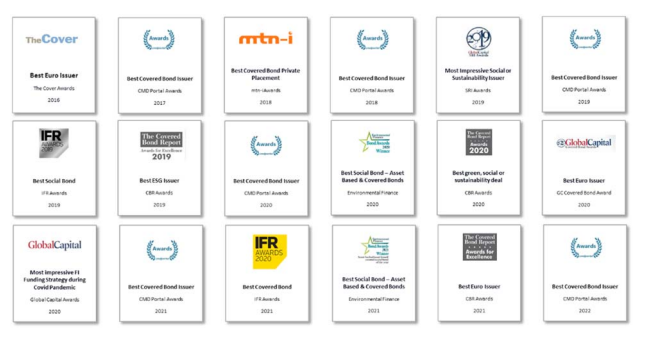 TheCover
Best Euro Issuer
The Cover Awards
2016
Awards
Best Covered Bond Issuer
CMD Portal Awards
2017
mtn-i
Best Covered Bond Private
Placement
mtn-i Awards
2018
Awards
Best Covered Bond Issuer
CMD Portal Awards
2018
2019
Most Impressive Social or
Sustainability Issuer
SRI Awards
2019
Awards
Best Covered Bond Issuer
CMD Portal Awards
2019
IFR
AWARDS
Best Social Bond
IFR Awards
2018
The Covered
Bond Report
Awards for Excellence
2019
Best ESG Issuer
CBR Awards
2019
Awards
Best Covered Bond Issuer
CMD Portal Awards
2020
Bond Awards
Winner
Best Social Bond – Asset
Based & Covered Bonds
Environmental Finance
2020
The Covered
Bond Report
Awards
2020
Best green, social or
sustainability deal
CBR Awards
2020
GlobalCapital
Best Euro Issuer
GC Covered Bond Award
2020
GlobalCapital
Most impressive FI
Funding Strategy during
Covid Pandemic
Global Capital Awards
2020
Awards
Best Covered Bond Issuer
CMD Portal Awards
2021
IFR
AWARDS
2020
Best Covered Bond
IFR Awards
2021
Bond Awards
Best Social Bond – Asset
Based & Covered Bonds
Environmental Finance
2021
The Covered
Bond Report
Awards for
Excellence
Best Euro Issuer
CBR Awards
2021
Awards
Best Covered Bond Issuer
CMD Portal Awards
2022